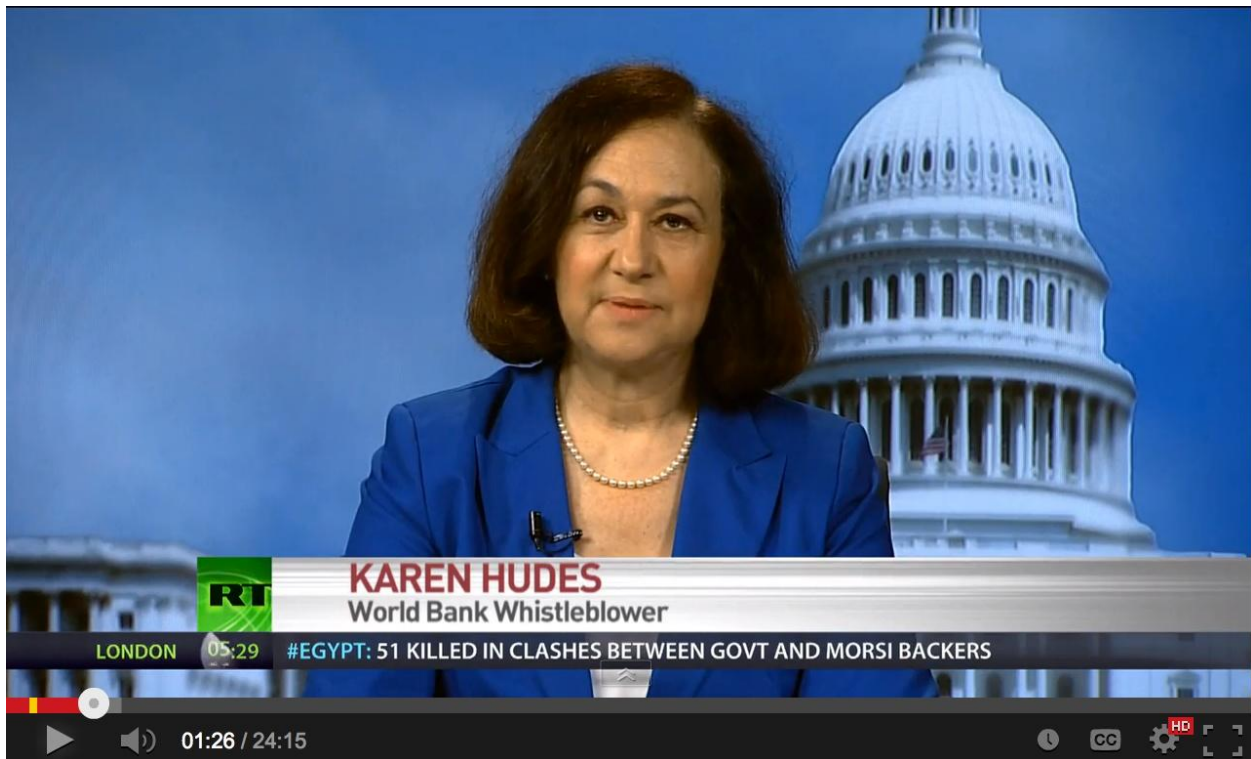 RT
KAREN HUDES
World Bank Whistleblower
LONDON 05:29 #EGYPT: 51 KILLED IN CLASHES BETWEEN GOVT AND MORSI BACKERS
01:26 / 24:15 CC HD